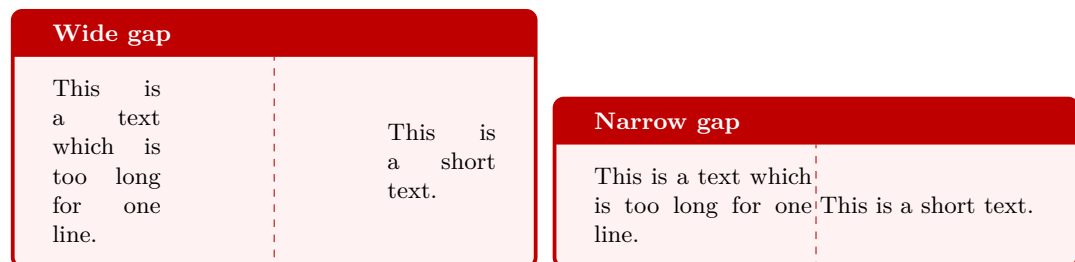 Wide gap
This is
a text
which is
too long
for one
line.
This is
a short
text.
Narrow gap
This is a text which
is too long for one
line.
This is a short text.